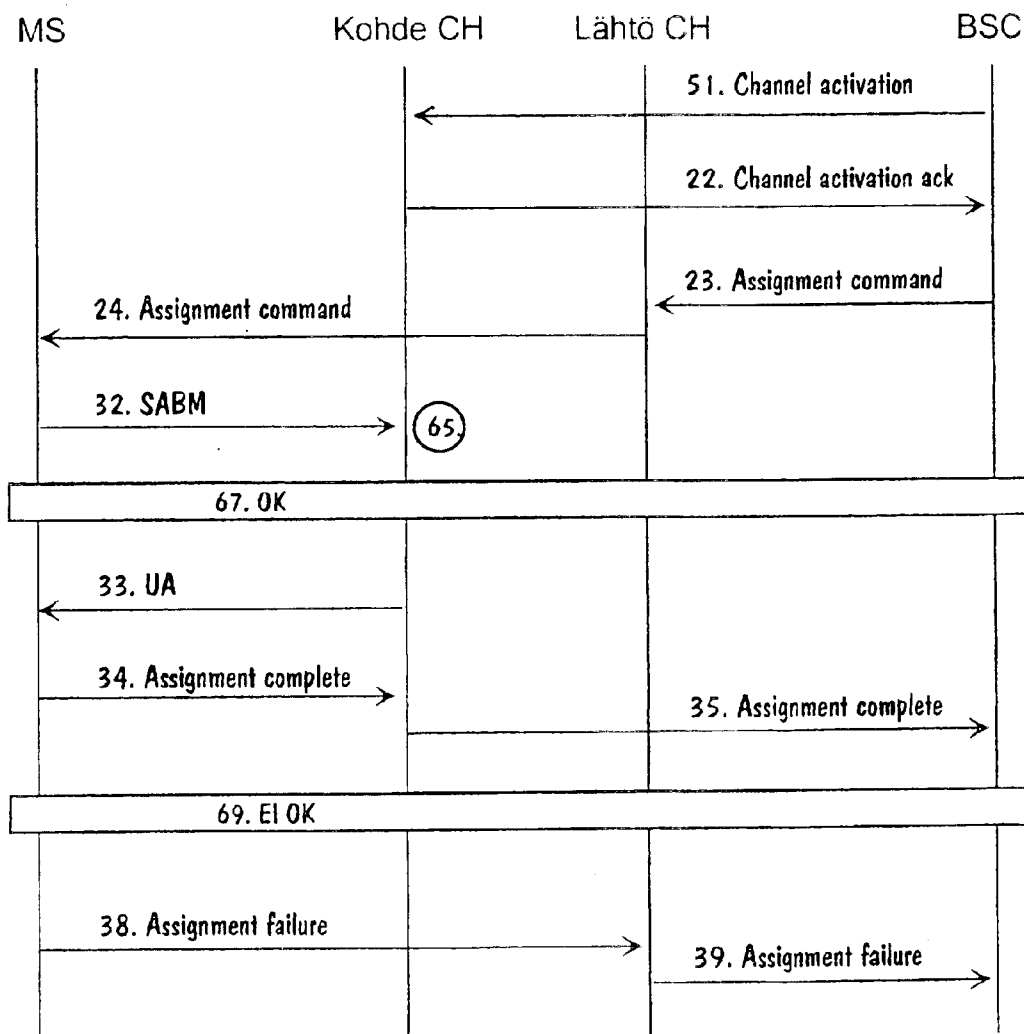 MS Kohde CH Lähtö CH BSC
51. Channel activation
22. Channel activation ack
23. Assignment command
24. Assignment command
32. SABM
65.
67. OK
33. UA
34. Assignment complete
35. Assignment complete
69. EI OK
38. Assignment failure
39. Assignment failure